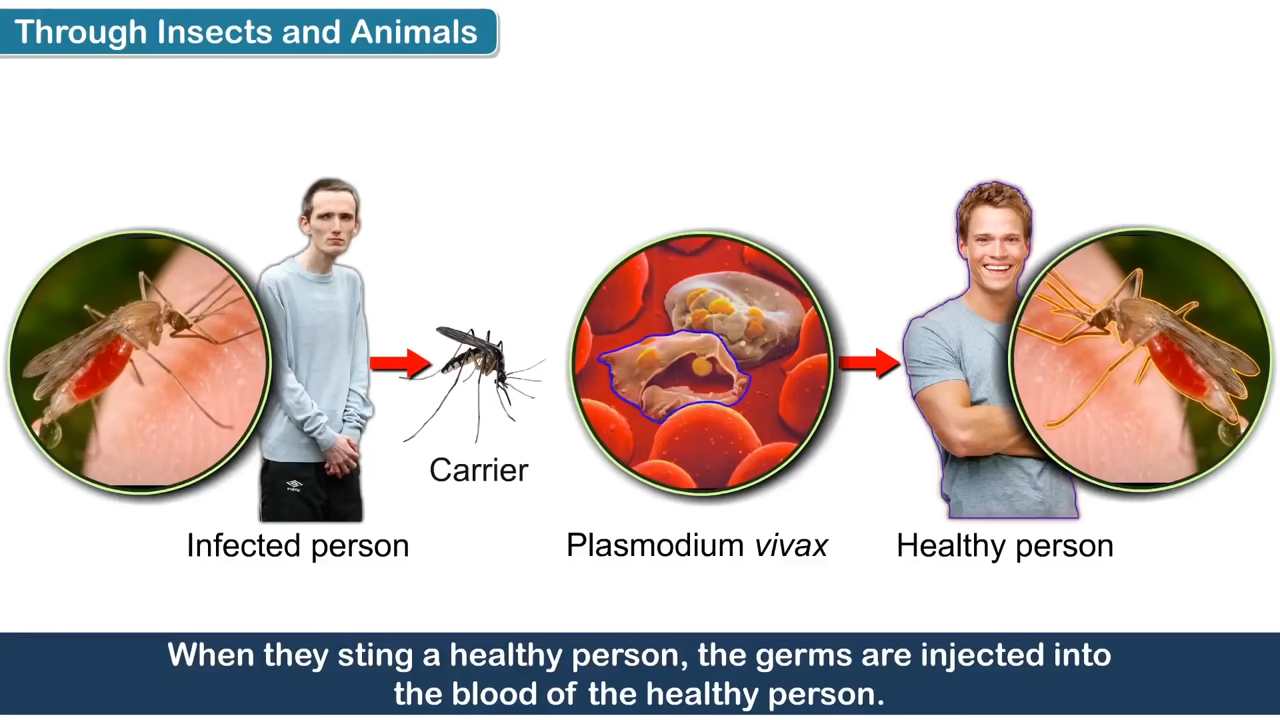 Through Insects and Animals
Carrier
Infected person
Plasmodium vivax
Healthy person
When they sting a healthy person, the germs are injected into
the blood of the healthy person.